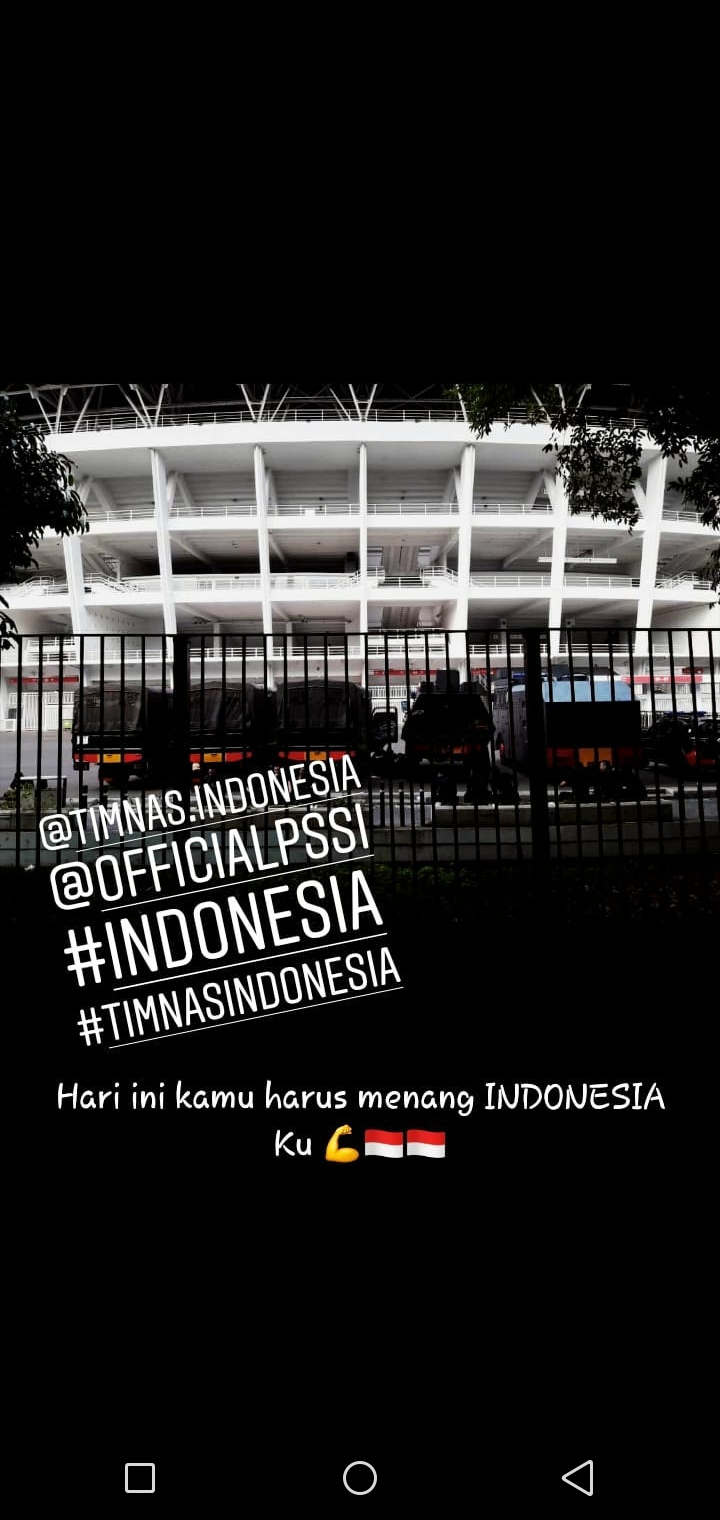 @TIMNAS.INDONESIA
@OFFICIALPSSI
#INDONESIA
#TIMNASINDONESIA
Hari ini kamu harus menang INDONESIA
Ku 💪🇮🇩🇮🇩